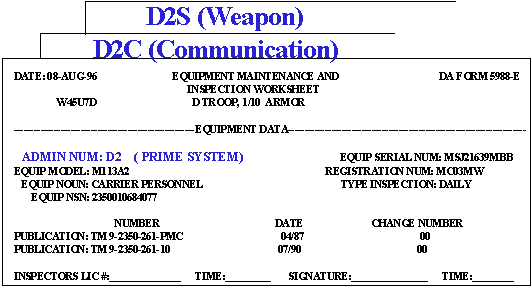 D2S (Weapon)
D2C (Communication)
DATE: 08-AUG-96 EQUIPMENT MAINTENANCE AND DA FORM 5988-E
INSPECTION WORKSHEET
W45U7D D TROOP, 1/10 ARMOR
EQUIPMENT DATA
ADMIN NUM: D2 ( PRIME SYSTEM) EQUIP SERIAL NUM: MSJ21639MBB
EQUIP MODEL: M113A2 REGISTRATION NUM: MC03MW
EQUIP NOUN: CARRIER PERSONNEL TYPE INSPECTION: DAILY
EQUIP NSN: 2350010684077
NUMBER DATE CHANGE NUMBER
PUBLICATION: TM 9-2350-261-PMC 04/87 00
PUBLICATION: TM 9-2350-261-10 07/90 00
INSPECTORS LIC #:______________ TIME:_________ SIGNATURE:_______________ TIME:________